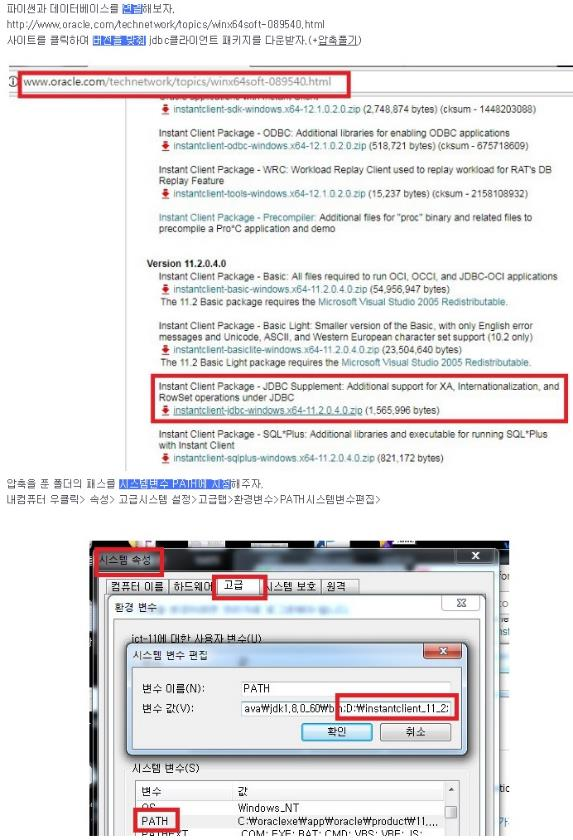 파이썬과 데이터베이스를 연결해보자.
http://www.oracle.com/technetwork/topics/winx64soft-089540.html
사이트를 클릭하여 버전을 맞춰 jdbc클라이언트 패키지를 다운받자.(+압축풀기)
www.oracle.com/technetwork/topics/winx64soft-089540.html
instantclient-sdk-windows.x64-12.1.0.2.0.zip (2,748,874 bytes) (cksum - 1448203088)
Instant Client Package - ODBC: Additional libraries for enabling ODBC applications
instantclient-odbc-windows.x64-12.1.0.2.0.zip (518,721 bytes) (cksum - 675718609)
Instant Client Package - WRC: Workload Replay Client used to replay workload for RAT's DB
Replay Feature
instantclient-tools-windows.x64-12.1.0.2.0.zip (15,237 bytes) (cksum - 2158108932)
Instant Client Package - Precompiler: Additional files for "proc" binary and related files to
precompile a Pro*C application and demo
Version 11.2.0.4.0
Instant Client Package - Basic: All files required to run OCI, OCCI, and JDBC-OCI applications
instantclient-basic-windows.x64-11.2.0.4.0.zip (54,956,947 bytes)
The 11.2 Basic package requires the Microsoft Visual Studio 2005 Redistributable.
Instant Client Package - Basic Light: Smaller version of the Basic, with only English error
messages and Unicode, ASCII, and Western European character set support (10.2 only)
instantclient-basiclite-windows.x64-11.2.0.4.0.zip (23,504,640 bytes)
The 11.2 Basic Light package requires the Microsoft Visual Studio 2005 Redistributable.
Instant Client Package - JDBC Supplement: Additional support for XA, Internationalization, and
RowSet operations under JDBC
instantclient-jdbc-windows.x64-11.2.0.4.0.zip (1,565,996 bytes)
Instant Client Package - SQL*Plus: Additional libraries and executable for running SQL*Plus
with Instant Client
instantclient-sqlplus-windows.x64-11.2.0.4.0.zip (821,172 bytes)
압축을 푼 폴더의 패스를 시스템변수 PATH에 지정해주자.
내컴퓨터 우클릭> 속성> 고급시스템 설정>고급탭>환경변수>PATH시스템변수편집>
시스템 속성
컴퓨터 이름 하드웨어 고급 시스템 보호 원격
환경 변수
ict-11에 대한 사용자 변수(U)
시스템 변수 편집
변수 이름(N): PATH
변수 값(V): ava₩jdk1.8.0_60₩bin;D:₩instantclient_11_2;
확인 취소
시스템 변수(S)
변수 값
OS Windows_NT
PATH C:₩oraclexe₩app₩oracle₩product₩11,...
PATHEXT .COM;.EXE;.BAT;.CMD;.VBS;.VBE;.JS;